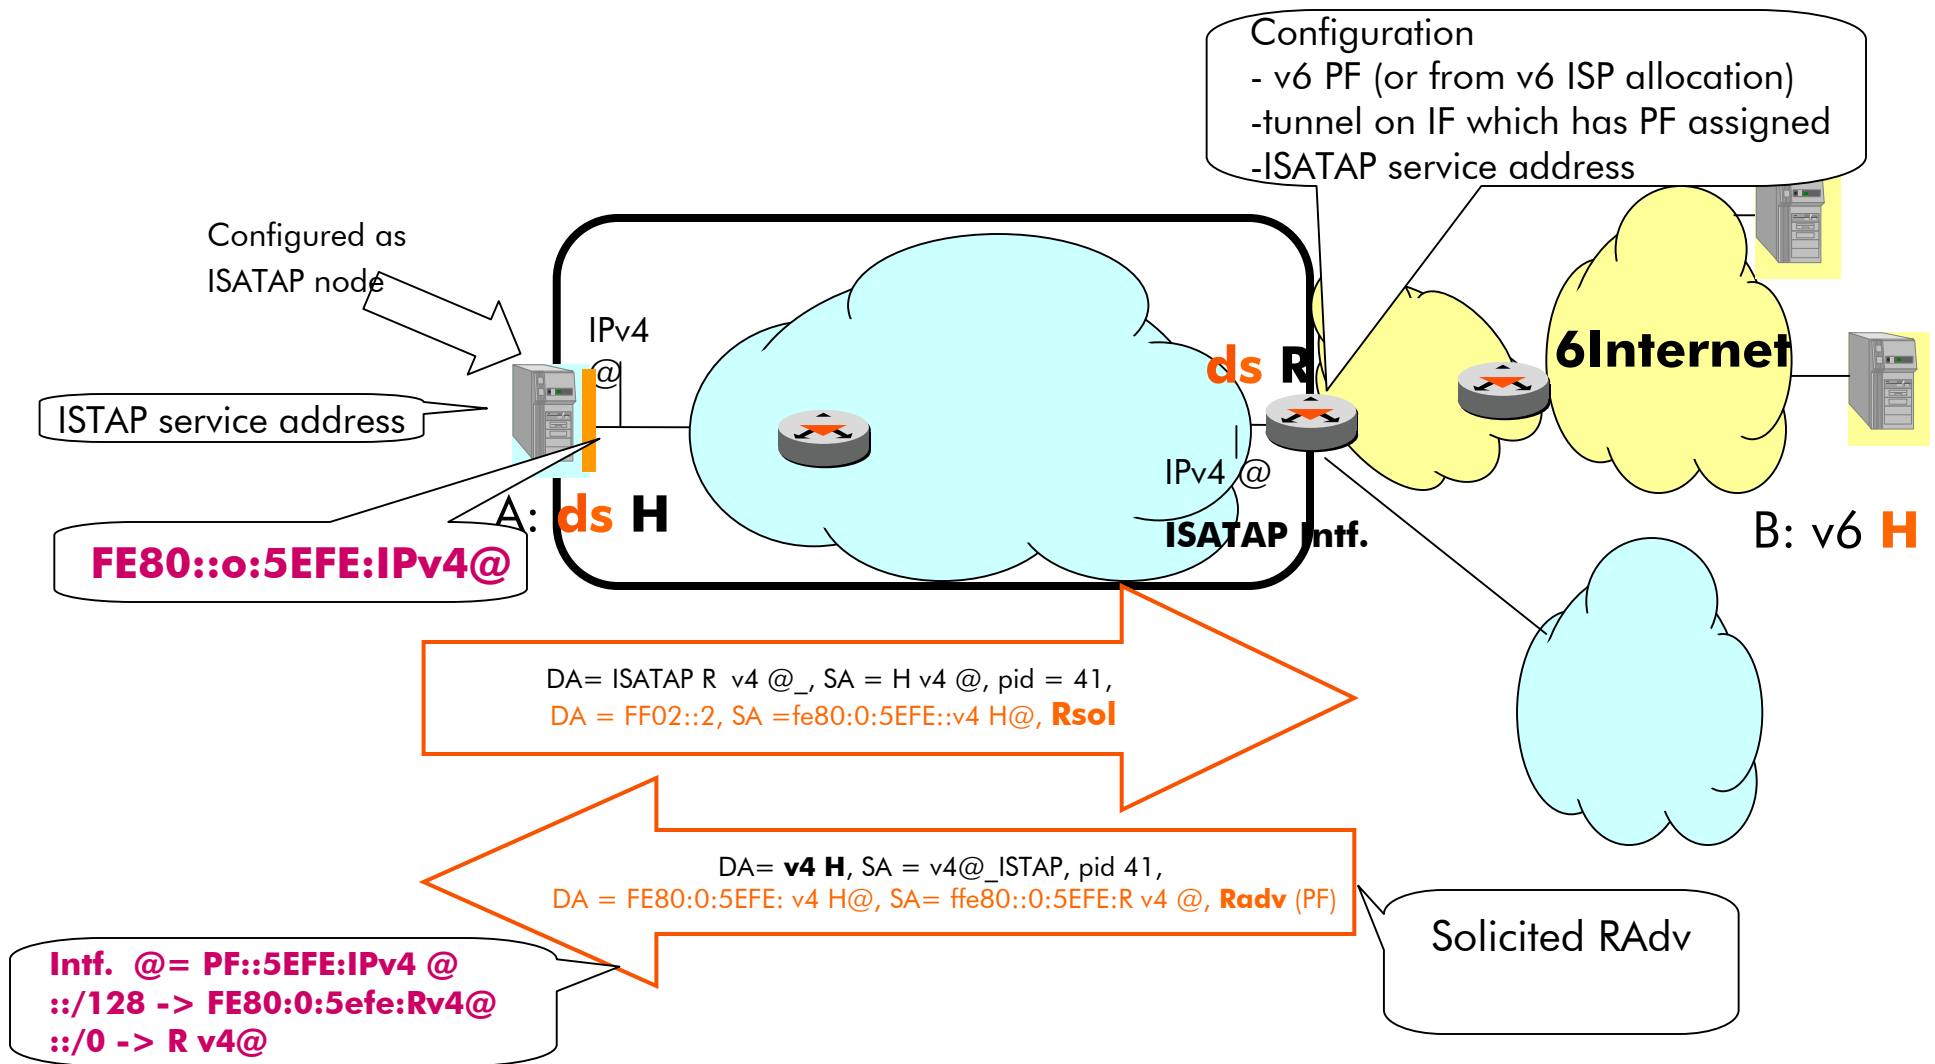 Configuration
- v6 PF (or from v6 ISP allocation)
-tunnel on IF which has PF assigned
-ISATAP service address
Configured as
ISATAP node
IPv4
@
ISTAP service address
ds R
6Internet
IPv4 @
ISATAP Intf.
A: ds H
B: v6 H
FE80::o:5EFE:IPv4@
DA= ISATAP R v4 @_, SA = H v4 @, pid = 41,
DA = FF02::2, SA =fe80:0:5EFE::v4 H@, Rsol
DA= v4 H, SA = v4@_ISTAP, pid 41,
DA = FE80:0:5EFE: v4 H@, SA= ffe80::0:5EFE:R v4 @, Radv (PF)
Solicited RAdv
Intf. @= PF::5EFE:IPv4 @
::/128 -> FE80:0:5efe:Rv4@
::/0 -> R v4@